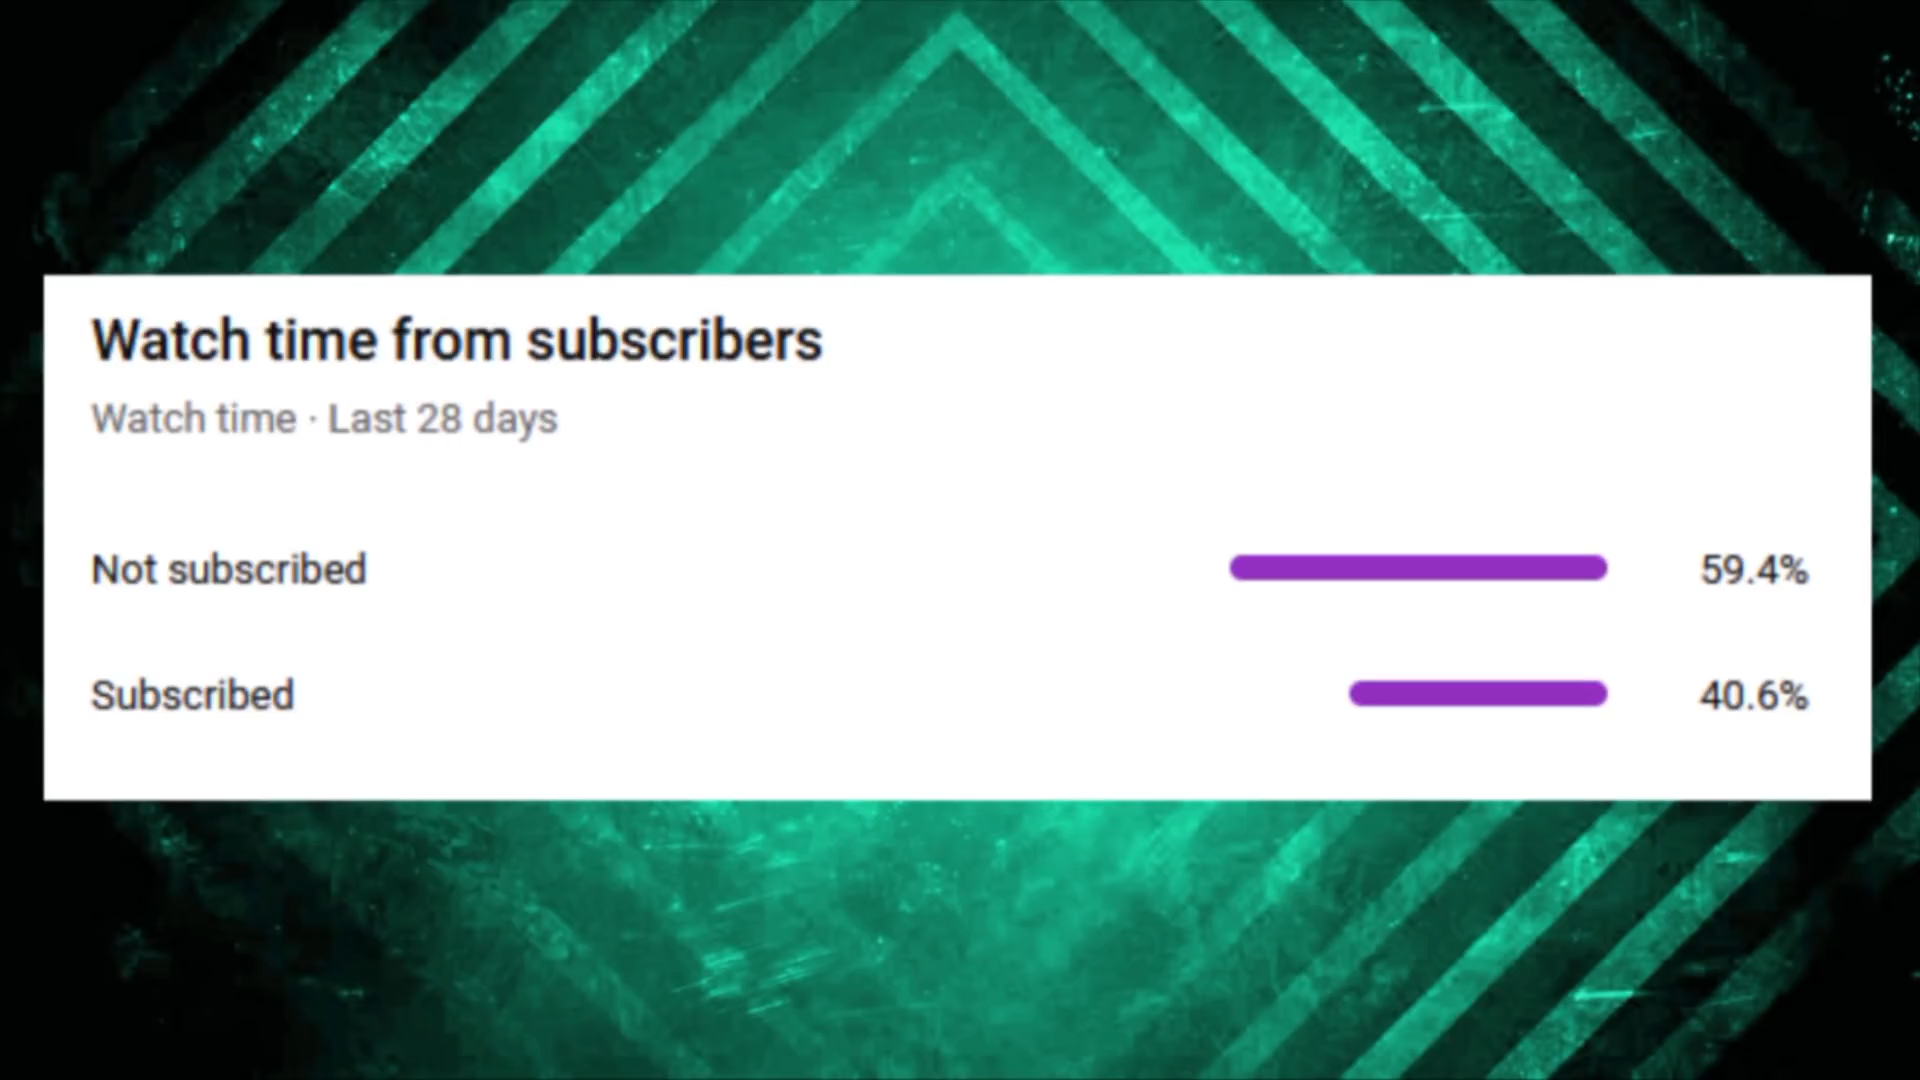 Watch time from subscribers
Watch time · Last 28 days
Not subscribed 59.4%
Subscribed 40.6%